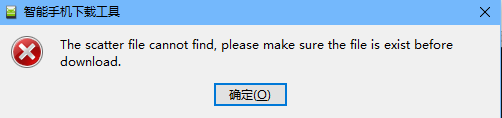 智能手机下载工具
The scatter file cannot find, please make sure the file is exist before
download.
确定(O)